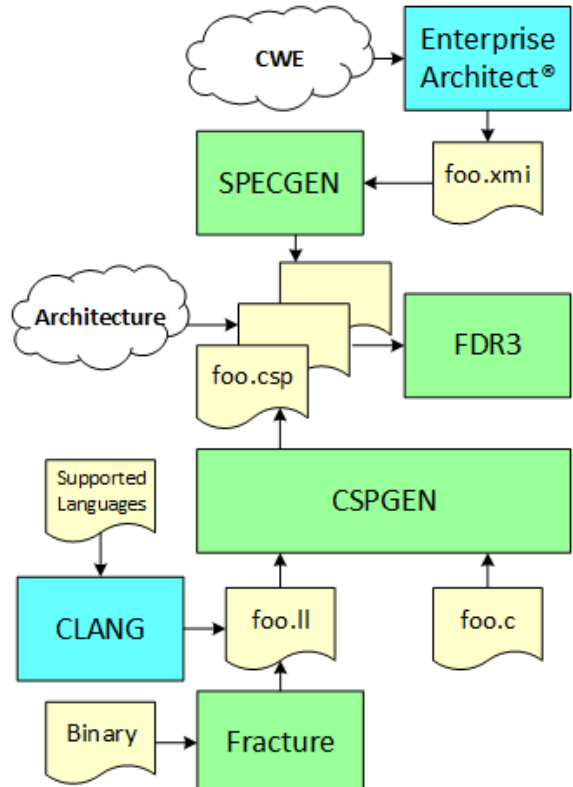 CWE
Enterprise
Architect®
SPECGEN
foo.xmi
Architecture
foo.csp
FDR3
CSPGEN
Supported
Languages
CLANG
foo.ll
foo.c
Binary
Fracture